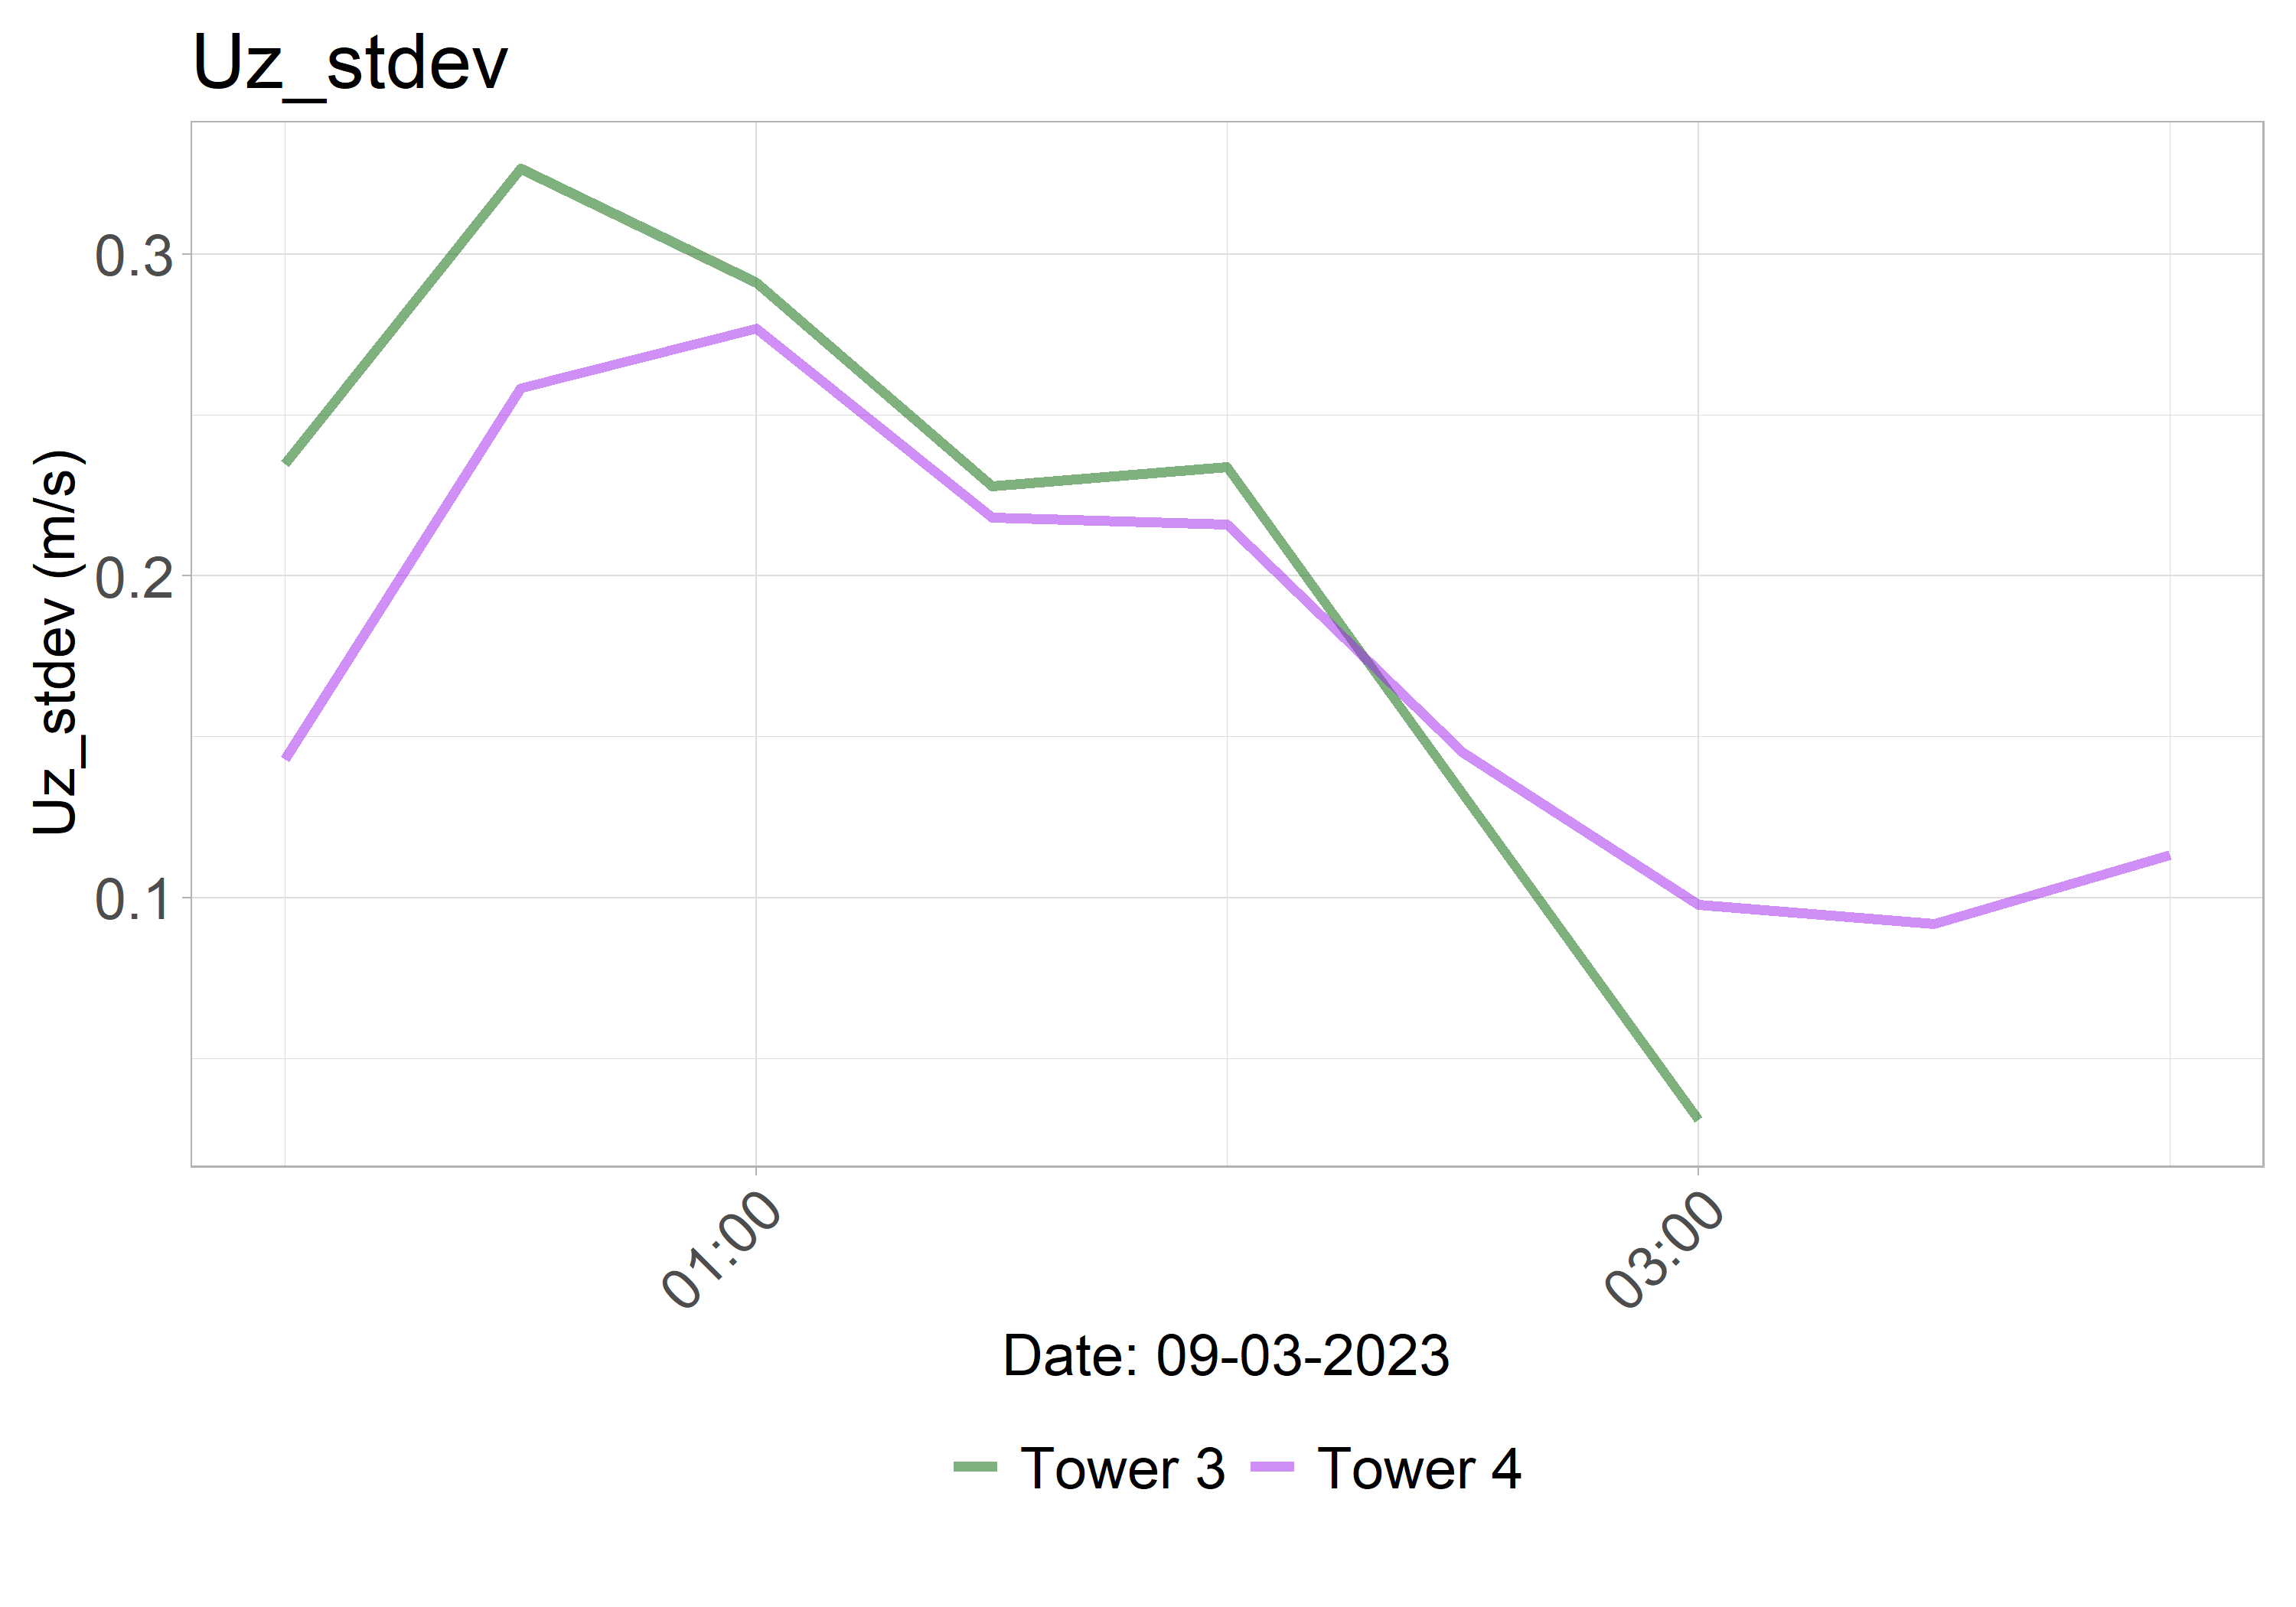 Uz_stdev
Uz_stdev (m/s)
0.3
0.2
0.1
01:00
03:00
Date: 09-03-2023
Tower 3
Tower 4